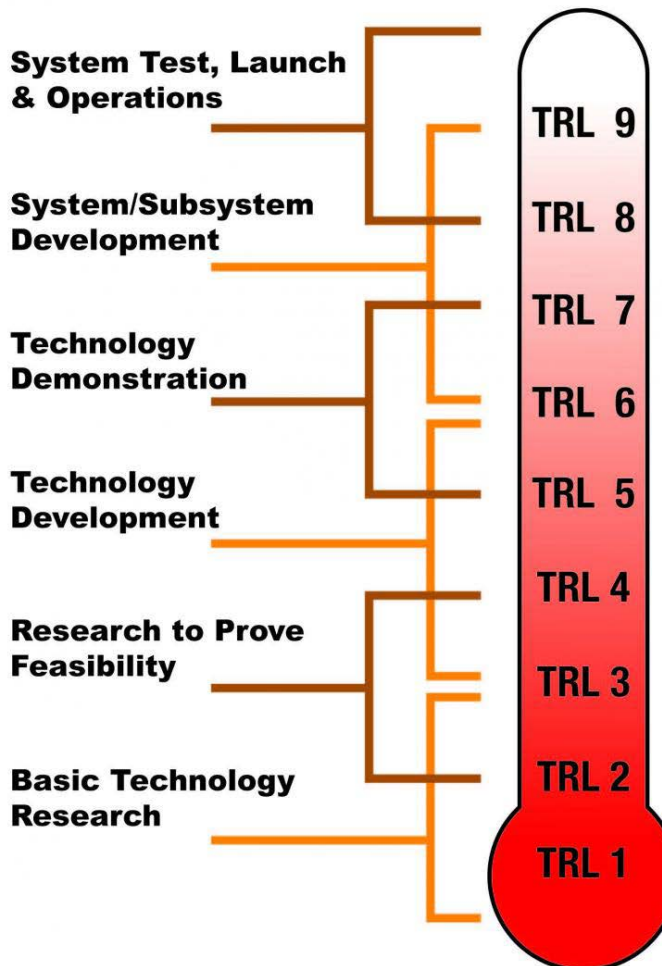 System Test, Launch
& Operations
TRL 9
System/Subsystem
Development
TRL 8
TRL 7
Technology
Demonstration
TRL 6
Technology
Development
TRL 5
TRL 4
Research to Prove
Feasibility
TRL 3
Basic Technology
Research
TRL 2
TRL 1